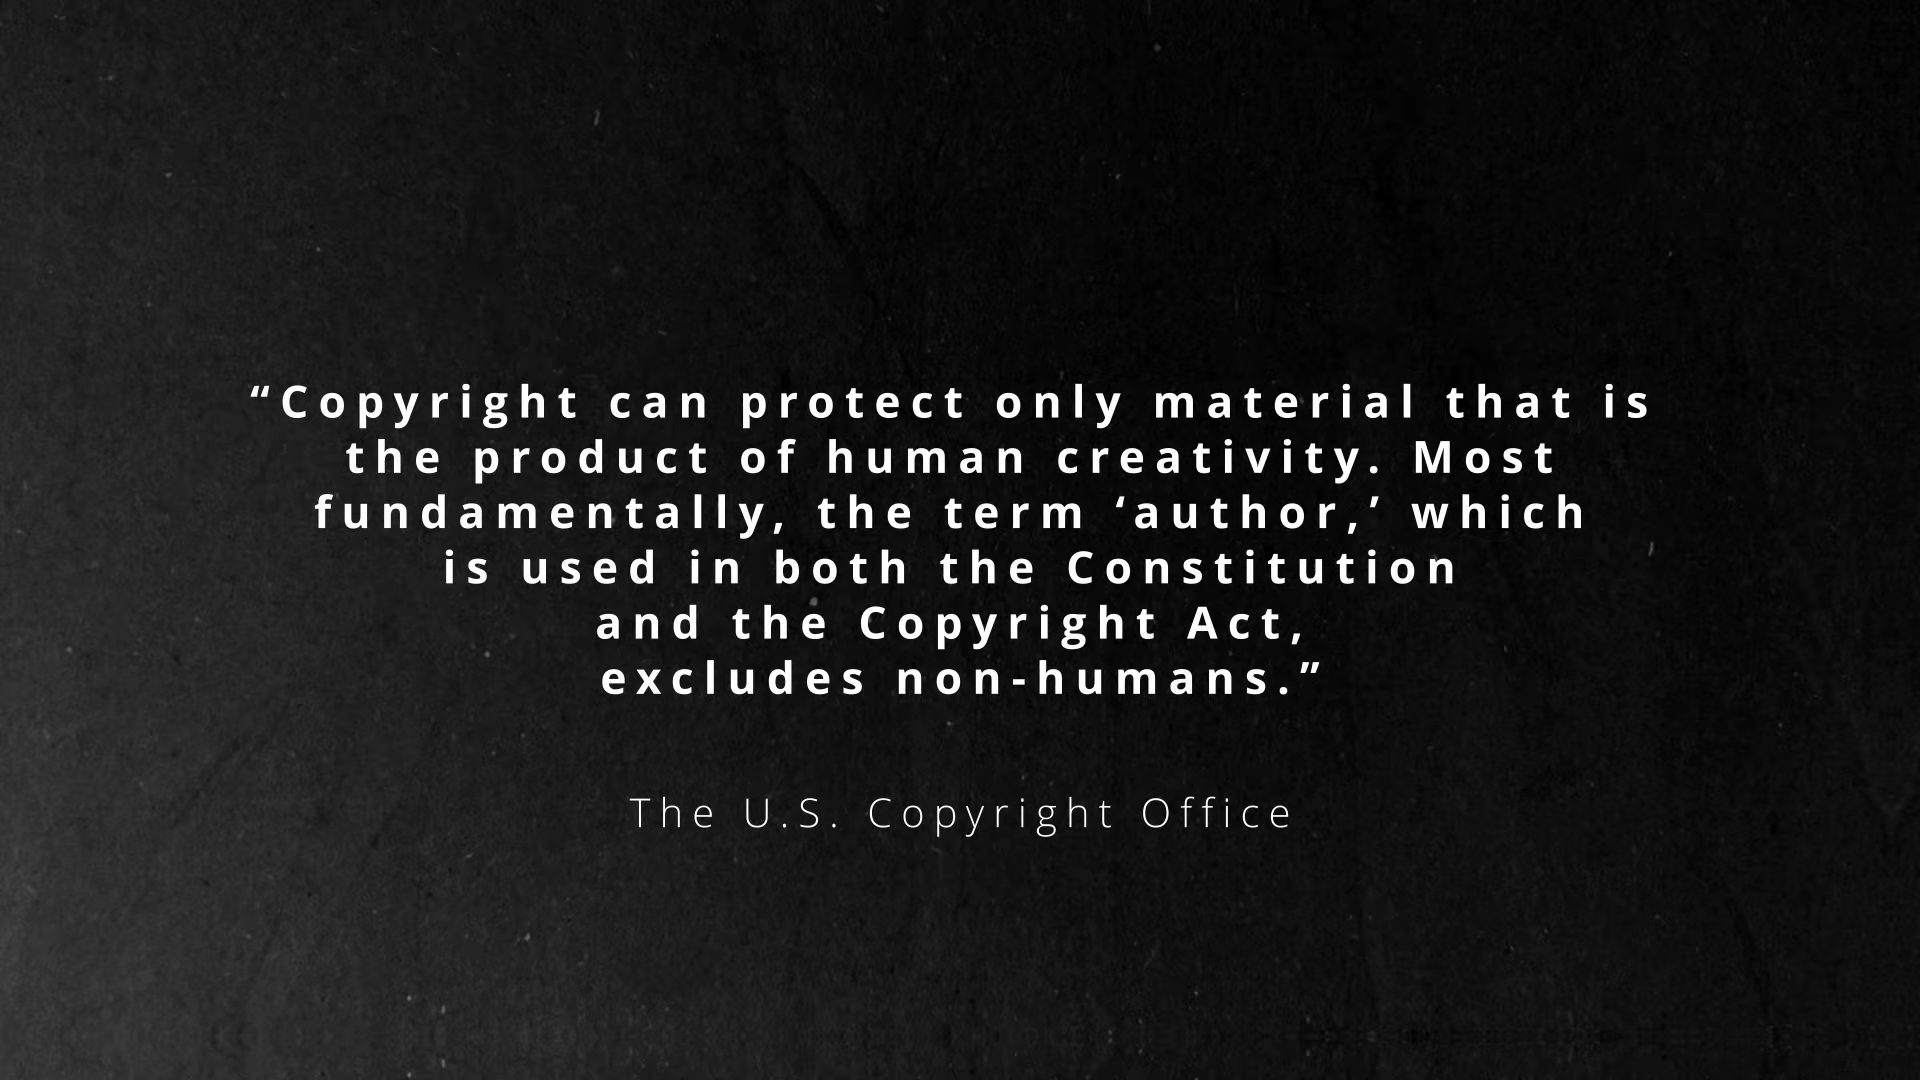 “Copyright can protect only material that is
the product of human creativity. Most
fundamentally, the term ‘author,’ which
is used in both the Constitution
and the Copyright Act,
excludes non-humans.”
The U.S. Copyright Office